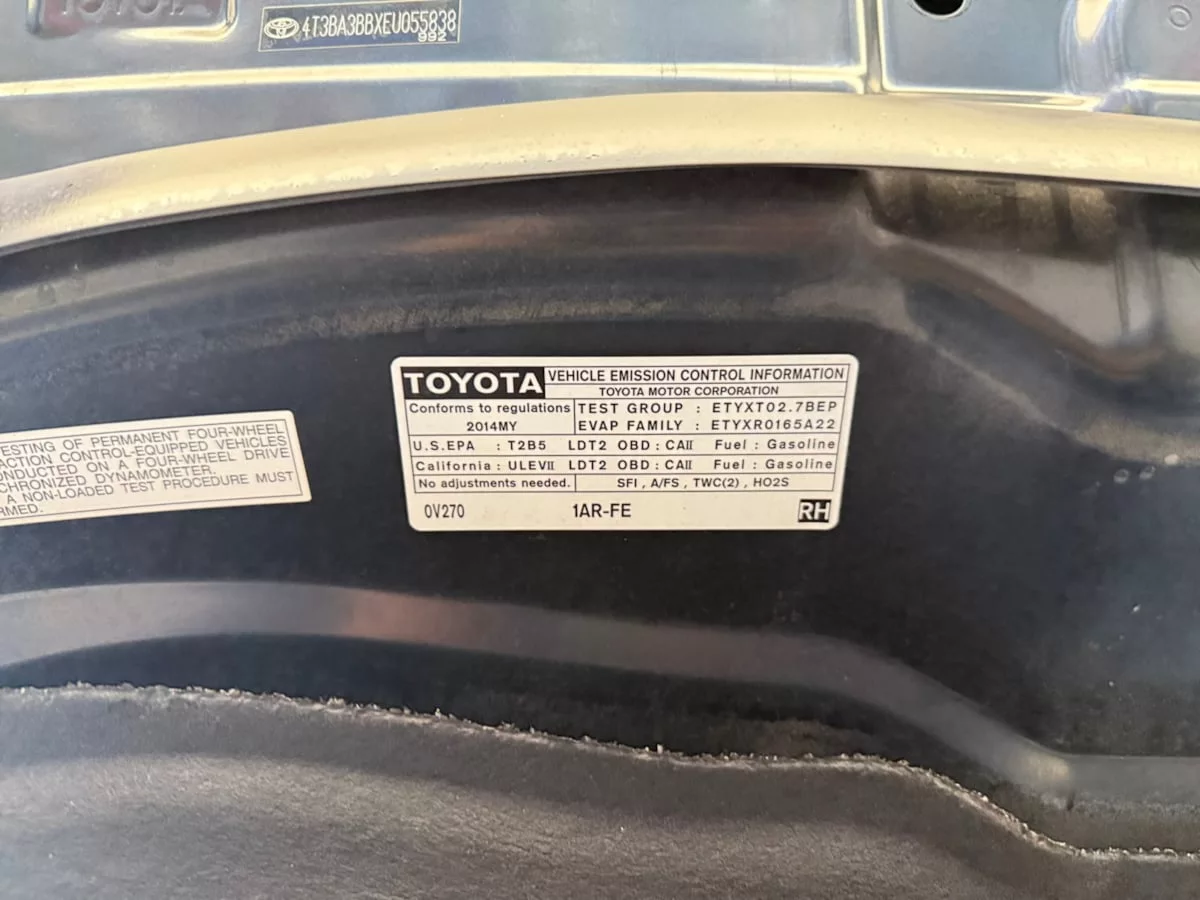 TOYOTA
4T3BA3BBXEU055838
992
TOYOTA VEHICLE EMISSION CONTROL INFORMATION
TOYOTA MOTOR CORPORATION
Conforms to regulations TEST GROUP : ETYXT02.7BEP
2014MY EVAP FAMILY : ETYXR0165A22
U.S.EPA : T2B5 LDT2 OBD : CAII Fuel : Gasoline
California : ULEVII LDT2 OBD : CAII Fuel : Gasoline
No adjustments needed. SFI , A/FS , TWC(2) , HO2S
0V270 1AR-FE RH
ESTING OF PERMANENT FOUR-WHEEL
ACTION CONTROL-EQUIPPED VEHICLES
ONDUCTED ON A FOUR-WHEEL DRIVE
CHRONIZED DYNAMOMETER.
A NON-LOADED TEST PROCEDURE MUST
RMED.